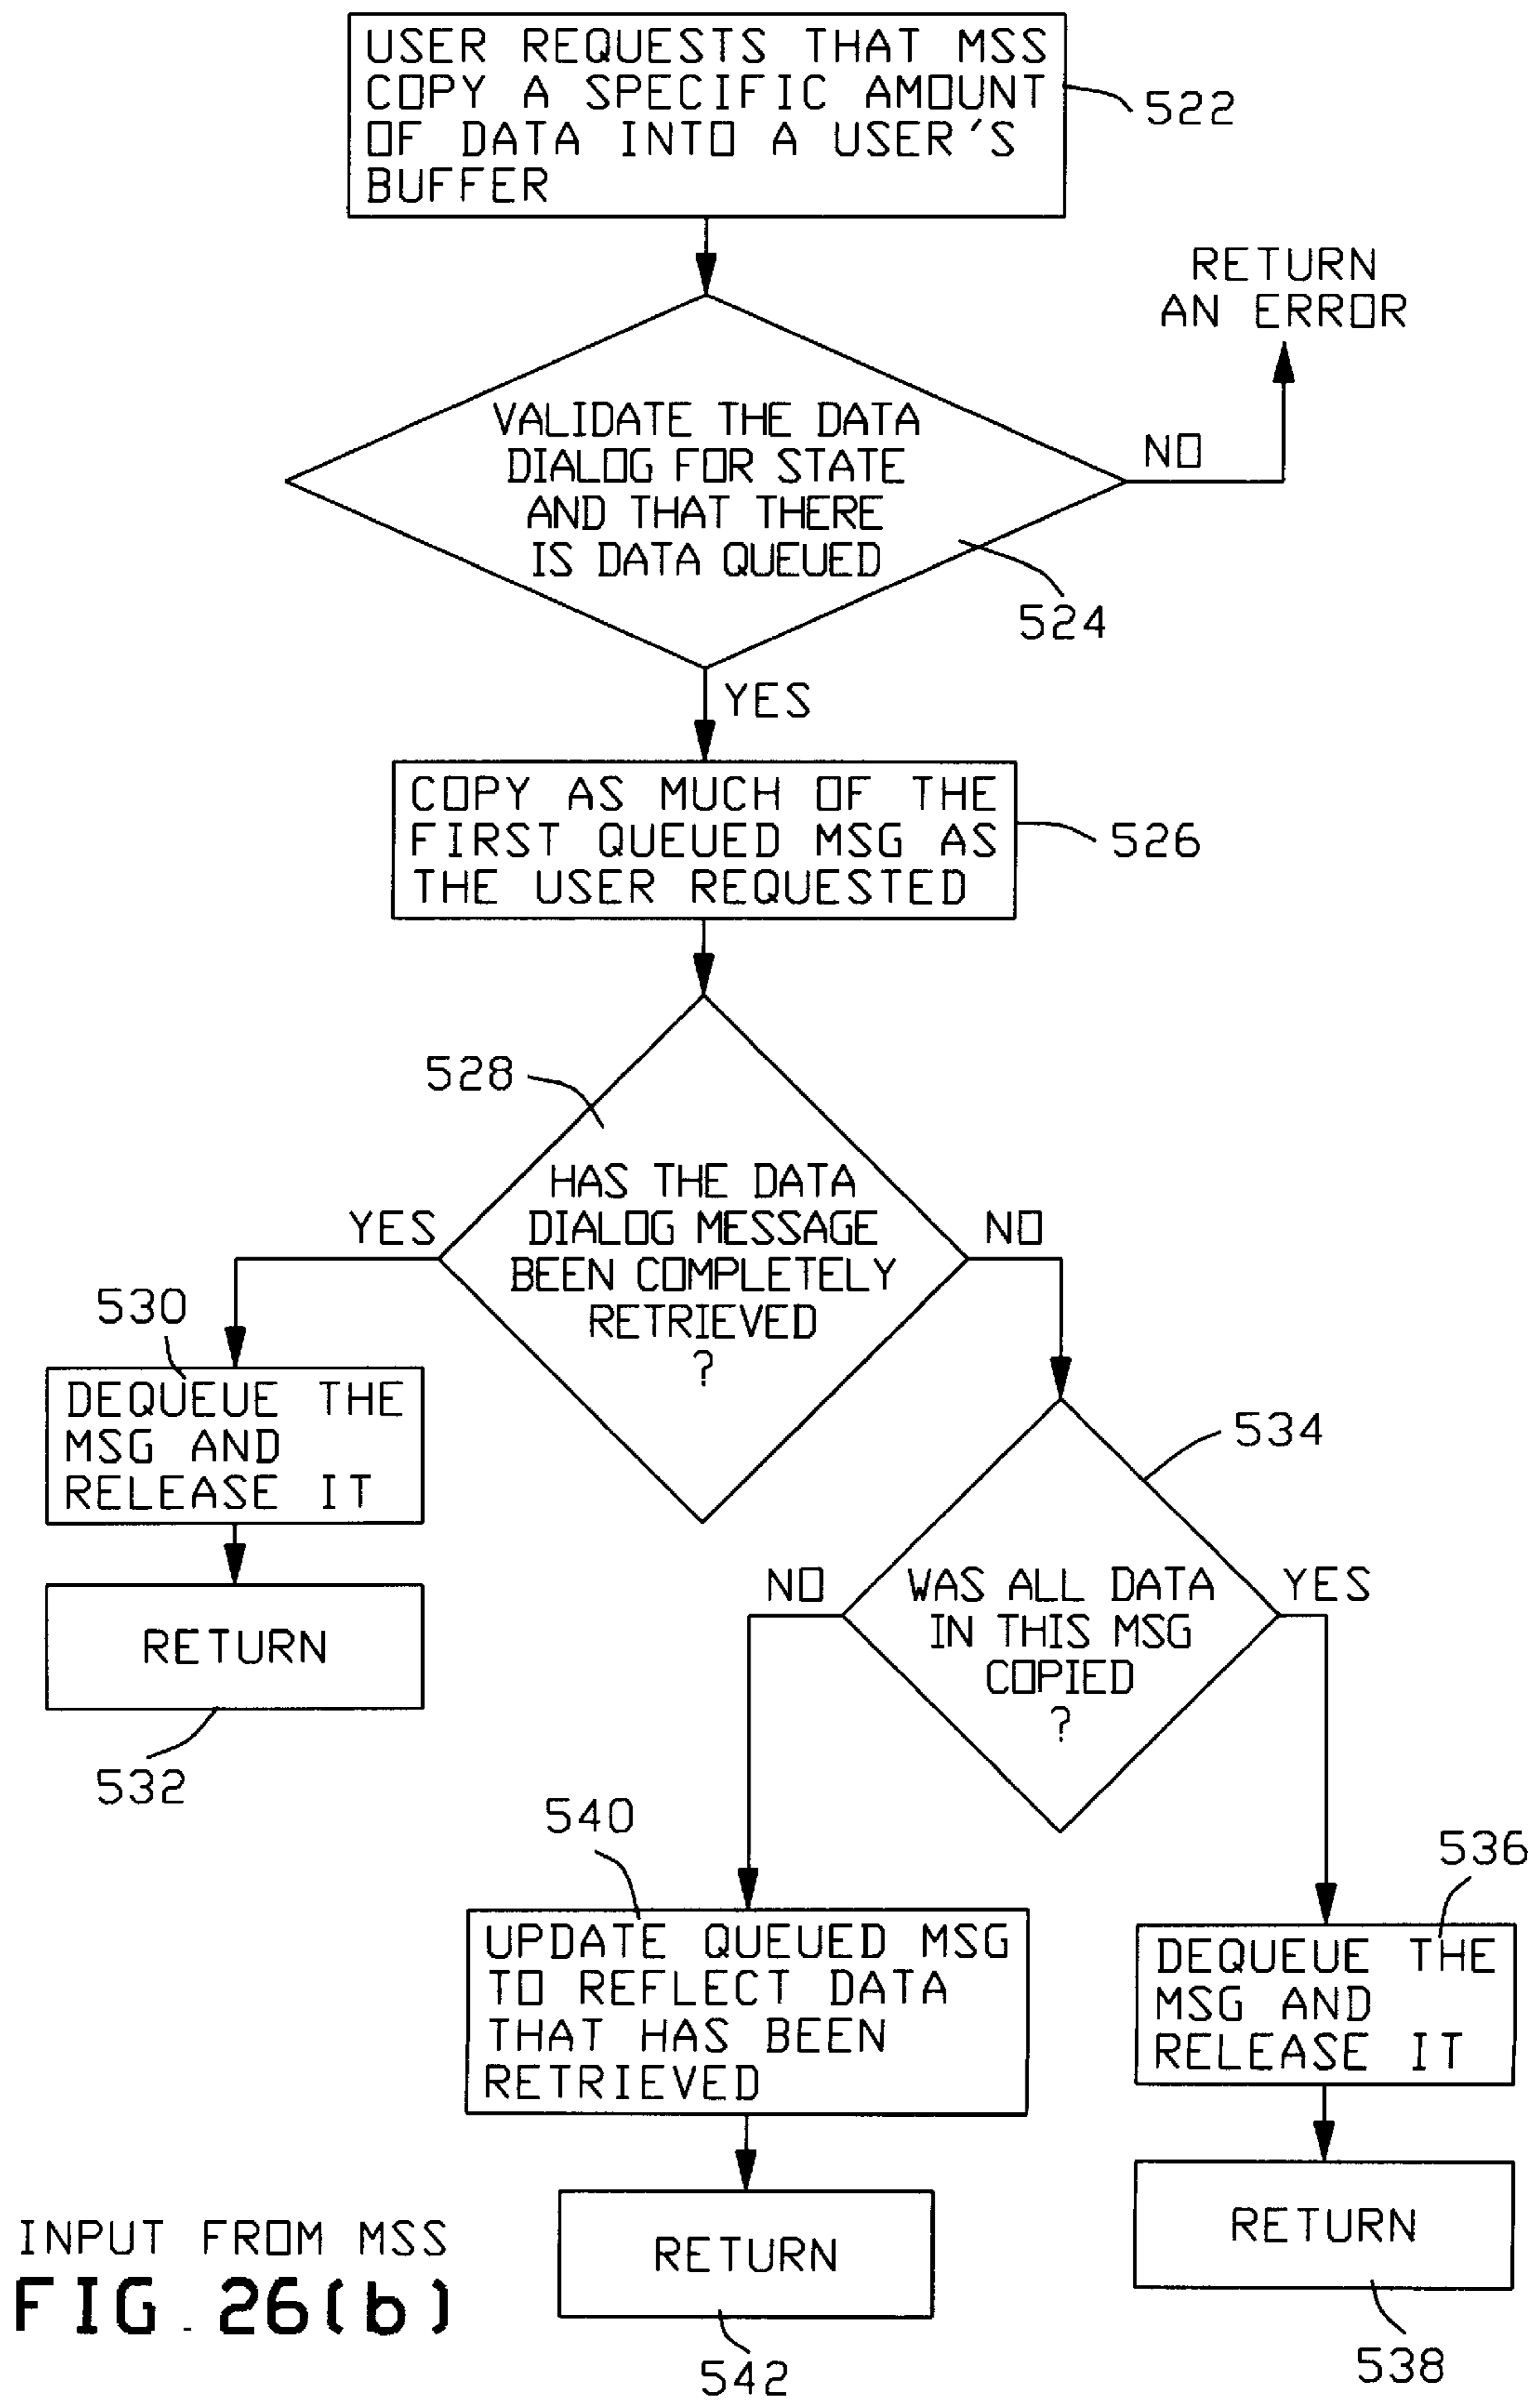 USER REQUESTS THAT MSS
COPY A SPECIFIC AMOUNT
OF DATA INTO A USER'S
BUFFER
522
RETURN
AN ERROR
VALIDATE THE DATA
DIALOG FOR STATE
AND THAT THERE
IS DATA QUEUED
NO
524
YES
COPY AS MUCH OF THE
FIRST QUEUED MSG AS
THE USER REQUESTED
526
528
HAS THE DATA
DIALOG MESSAGE
BEEN COMPLETELY
RETRIEVED
?
YES
NO
530
DEQUEUE THE
MSG AND
RELEASE IT
RETURN
532
534
WAS ALL DATA
IN THIS MSG
COPIED
?
NO
YES
540
UPDATE QUEUED MSG
TO REFLECT DATA
THAT HAS BEEN
RETRIEVED
RETURN
542
536
DEQUEUE THE
MSG AND
RELEASE IT
RETURN
538
INPUT FROM MSS
FIG. 26(b)